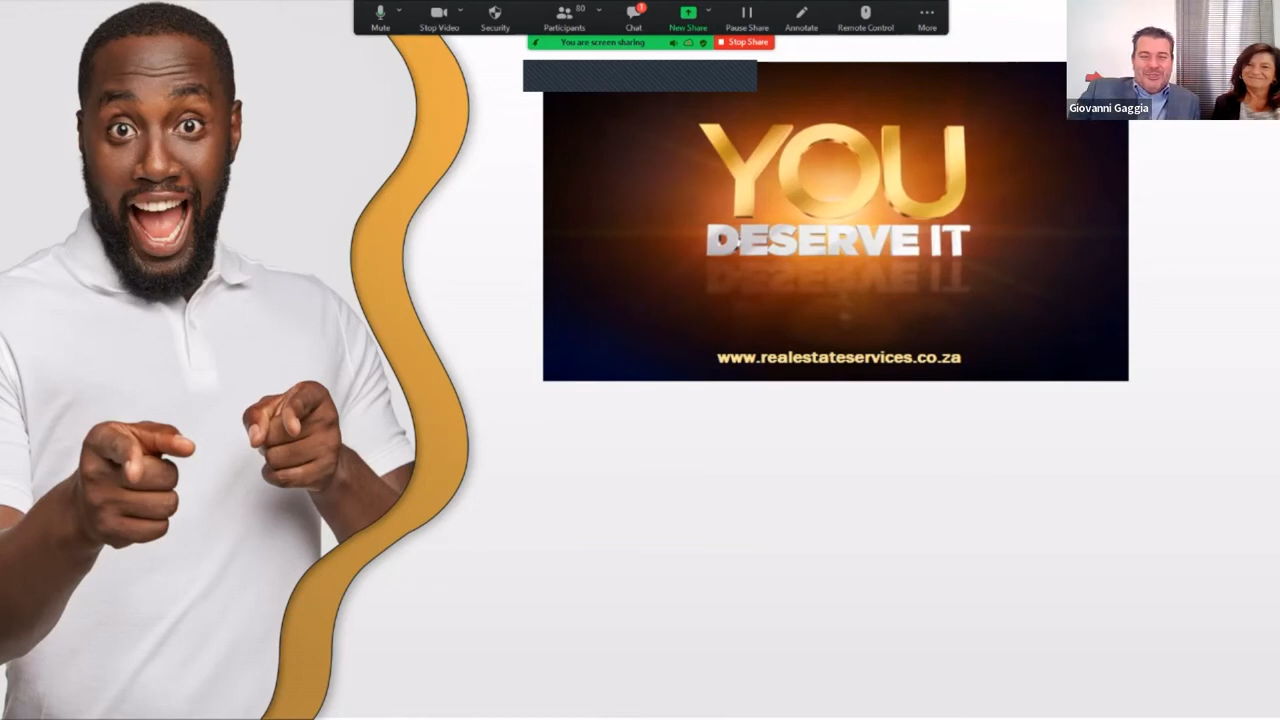 80
1
Mute
Stop Video
Security
Participants
Chat
New Share
Pause Share
Annotate
Remote Control
More
You are screen sharing
Stop Share
Giovanni Gaggia
YOU
DESERVE IT
www.realestateservices.co.za